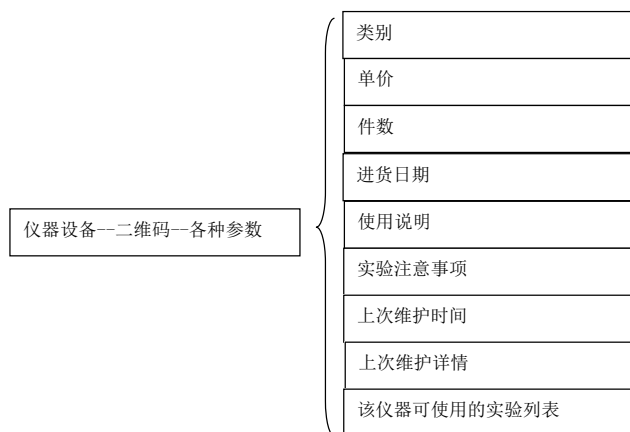 仪器设备--二维码--各种参数
类别
单价
件数
进货日期
使用说明
实验注意事项
上次维护时间
上次维护详情
该仪器可使用的实验列表